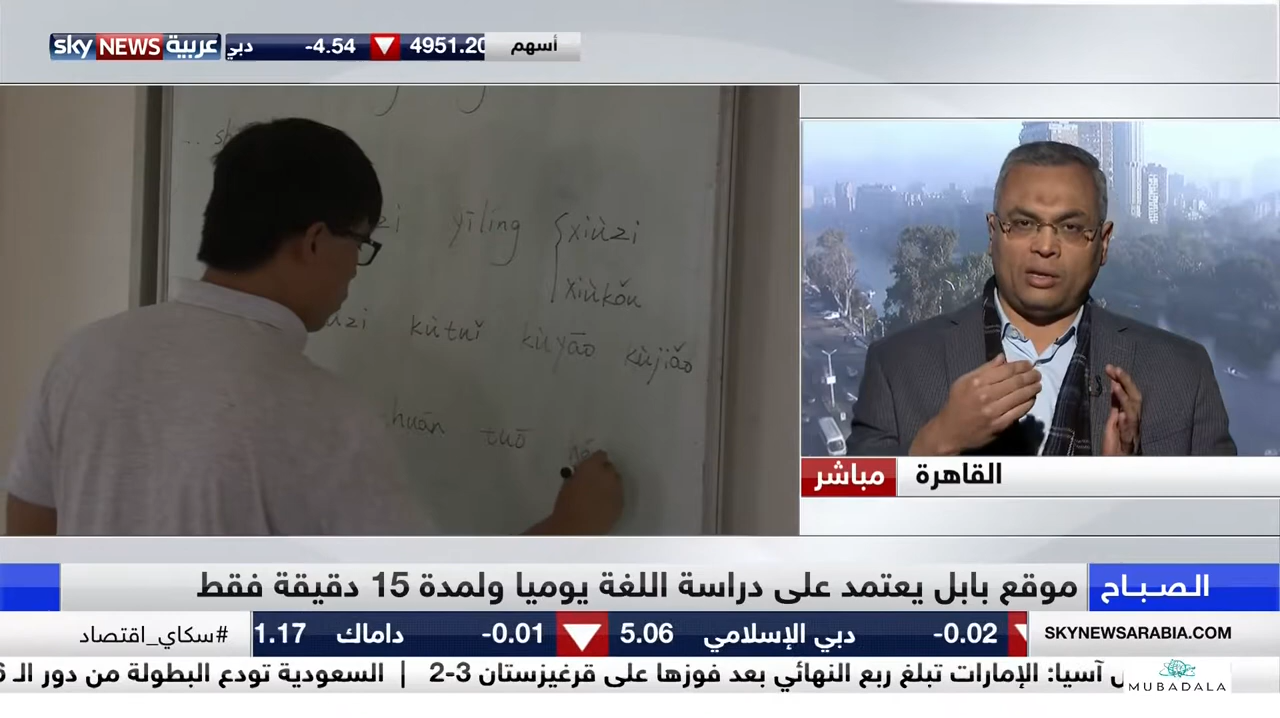 sky NEWS عربية
دبي -4.54 4951.20 أسهم
yīlíng xiùzi
xiùkǒu
kùtuǐ kùyāo kùjiǎo
tuō
مباشر القاهرة
الصباح موقع بابل يعتمد على دراسة اللغة يوميا ولمدة 15 دقيقة فقط
#سكاي_اقتصاد 1.17 داماك -0.01 5.06 دبي الإسلامي -0.02 SKYNEWSARABIA.COM
آسيا: الإمارات تبلغ ربع النهائي بعد فوزها على قرغيزستان 3-2 | السعودية تودع البطولة من دور الـ
MUBADALA